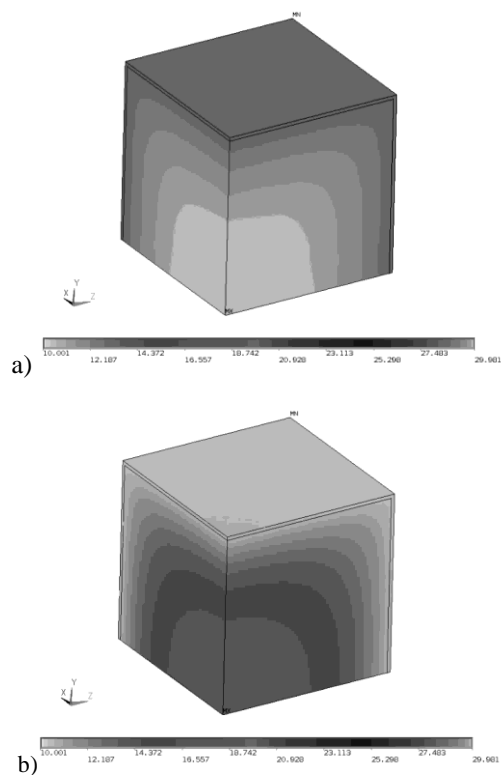 MN
MX
Y
X Z
10.001 14.372 18.742 23.113 27.483
12.187 16.557 20.928 25.298 29.981
a)
MN
Y
X Z
10.001 14.372 18.742 23.113 27.483
12.187 16.557 20.928 25.298 29.981
b)